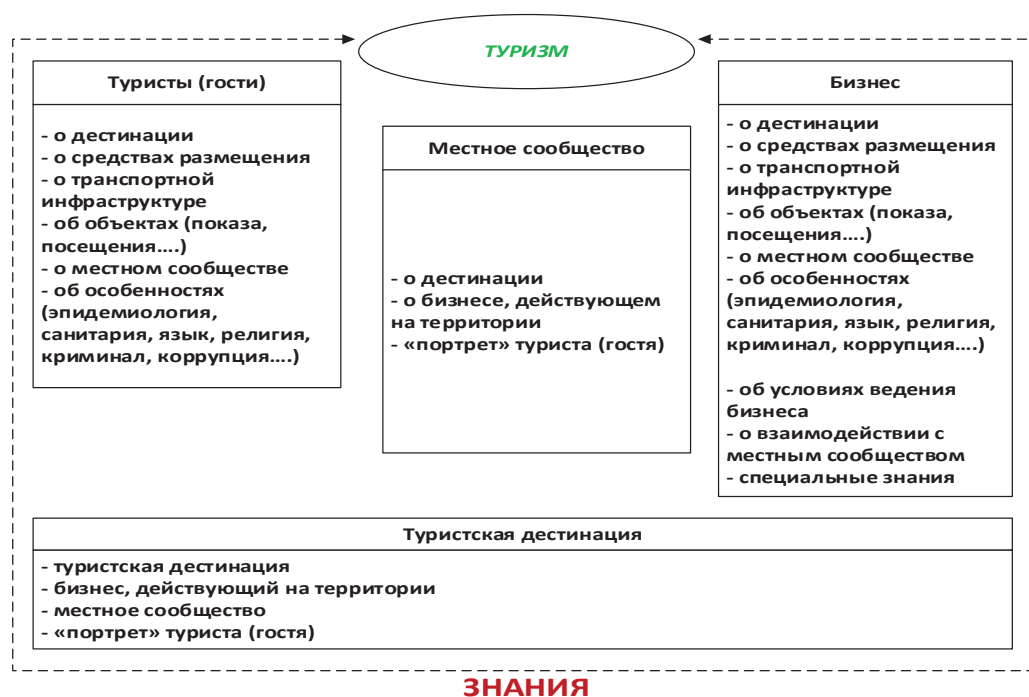 ТУРИЗМ
Туристы (гости)
- о дестинации
- о средствах размещения
- о транспортной
инфраструктуре
- об объектах (показа,
посещения....)
- о местном сообществе
- об особенностях
(эпидемиология,
санитария, язык, религия,
криминал, коррупция....)
Местное сообщество
- о дестинации
- о бизнесе, действующем
на территории
- «портрет» туриста (гостя)
Бизнес
- о дестинации
- о средствах размещения
- о транспортной
инфраструктуре
- об объектах (показа,
посещения....)
- о местном сообществе
- об особенностях
(эпидемиология,
санитария, язык, религия,
криминал, коррупция....)
- об условиях ведения
бизнеса
- о взаимодействии с
местным сообществом
- специальные знания
Туристская дестинация
- туристская дестинация
- бизнес, действующий на территории
- местное сообщество
- «портрет» туриста (гостя)
ЗНАНИЯ